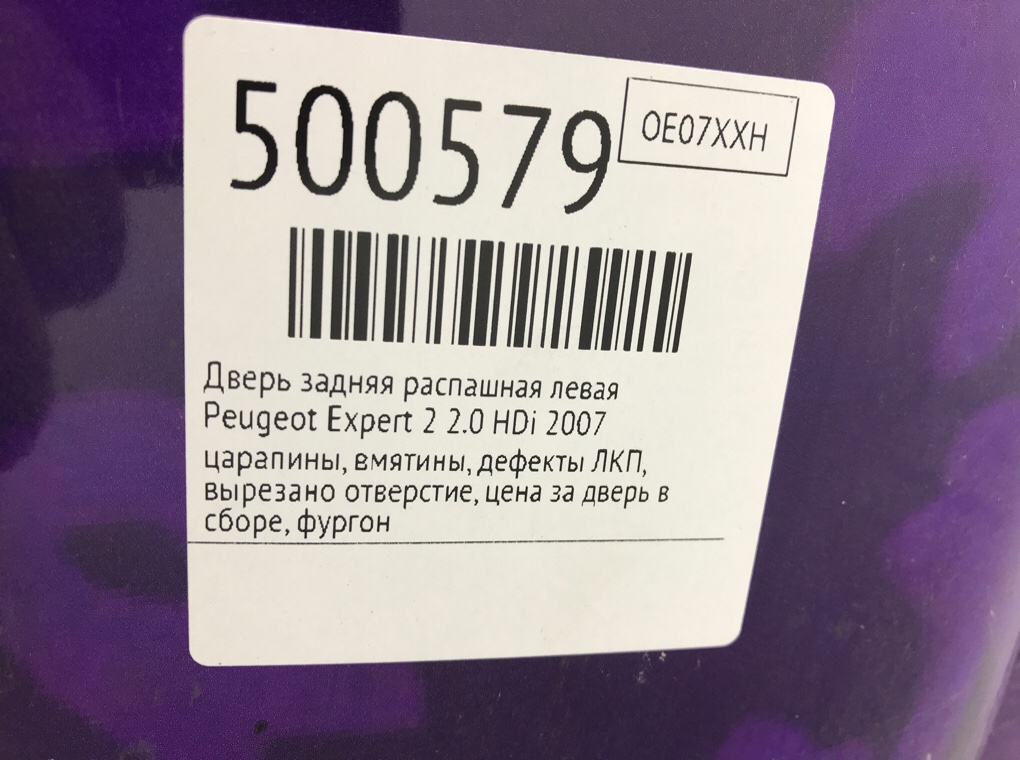 500579
OE07XXH
Дверь задняя распашная левая
Peugeot Expert 2 2.0 HDi 2007
царапины, вмятины, дефекты ЛКП,
вырезано отверстие, цена за дверь в
сборе, фургон